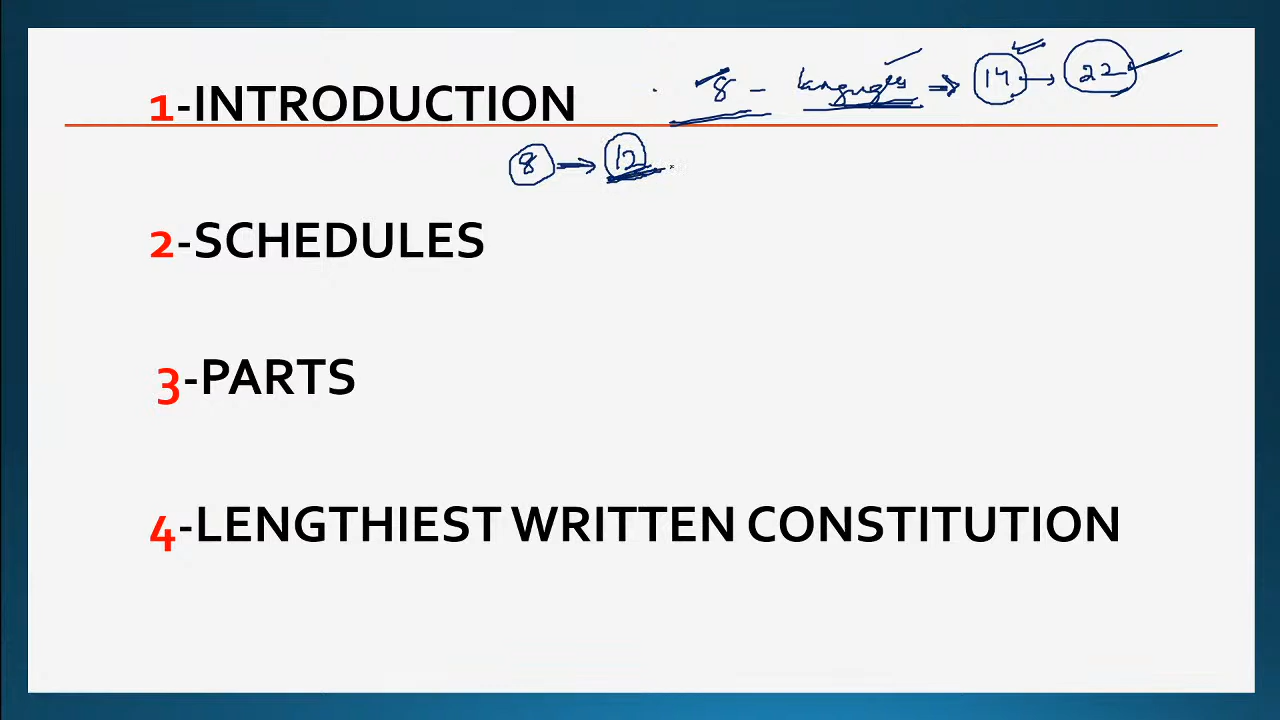 8 - languages ⇒ 14 → 22
1-INTRODUCTION
8 → 12
2-SCHEDULES
3-PARTS
4-LENGTHIEST WRITTEN CONSTITUTION